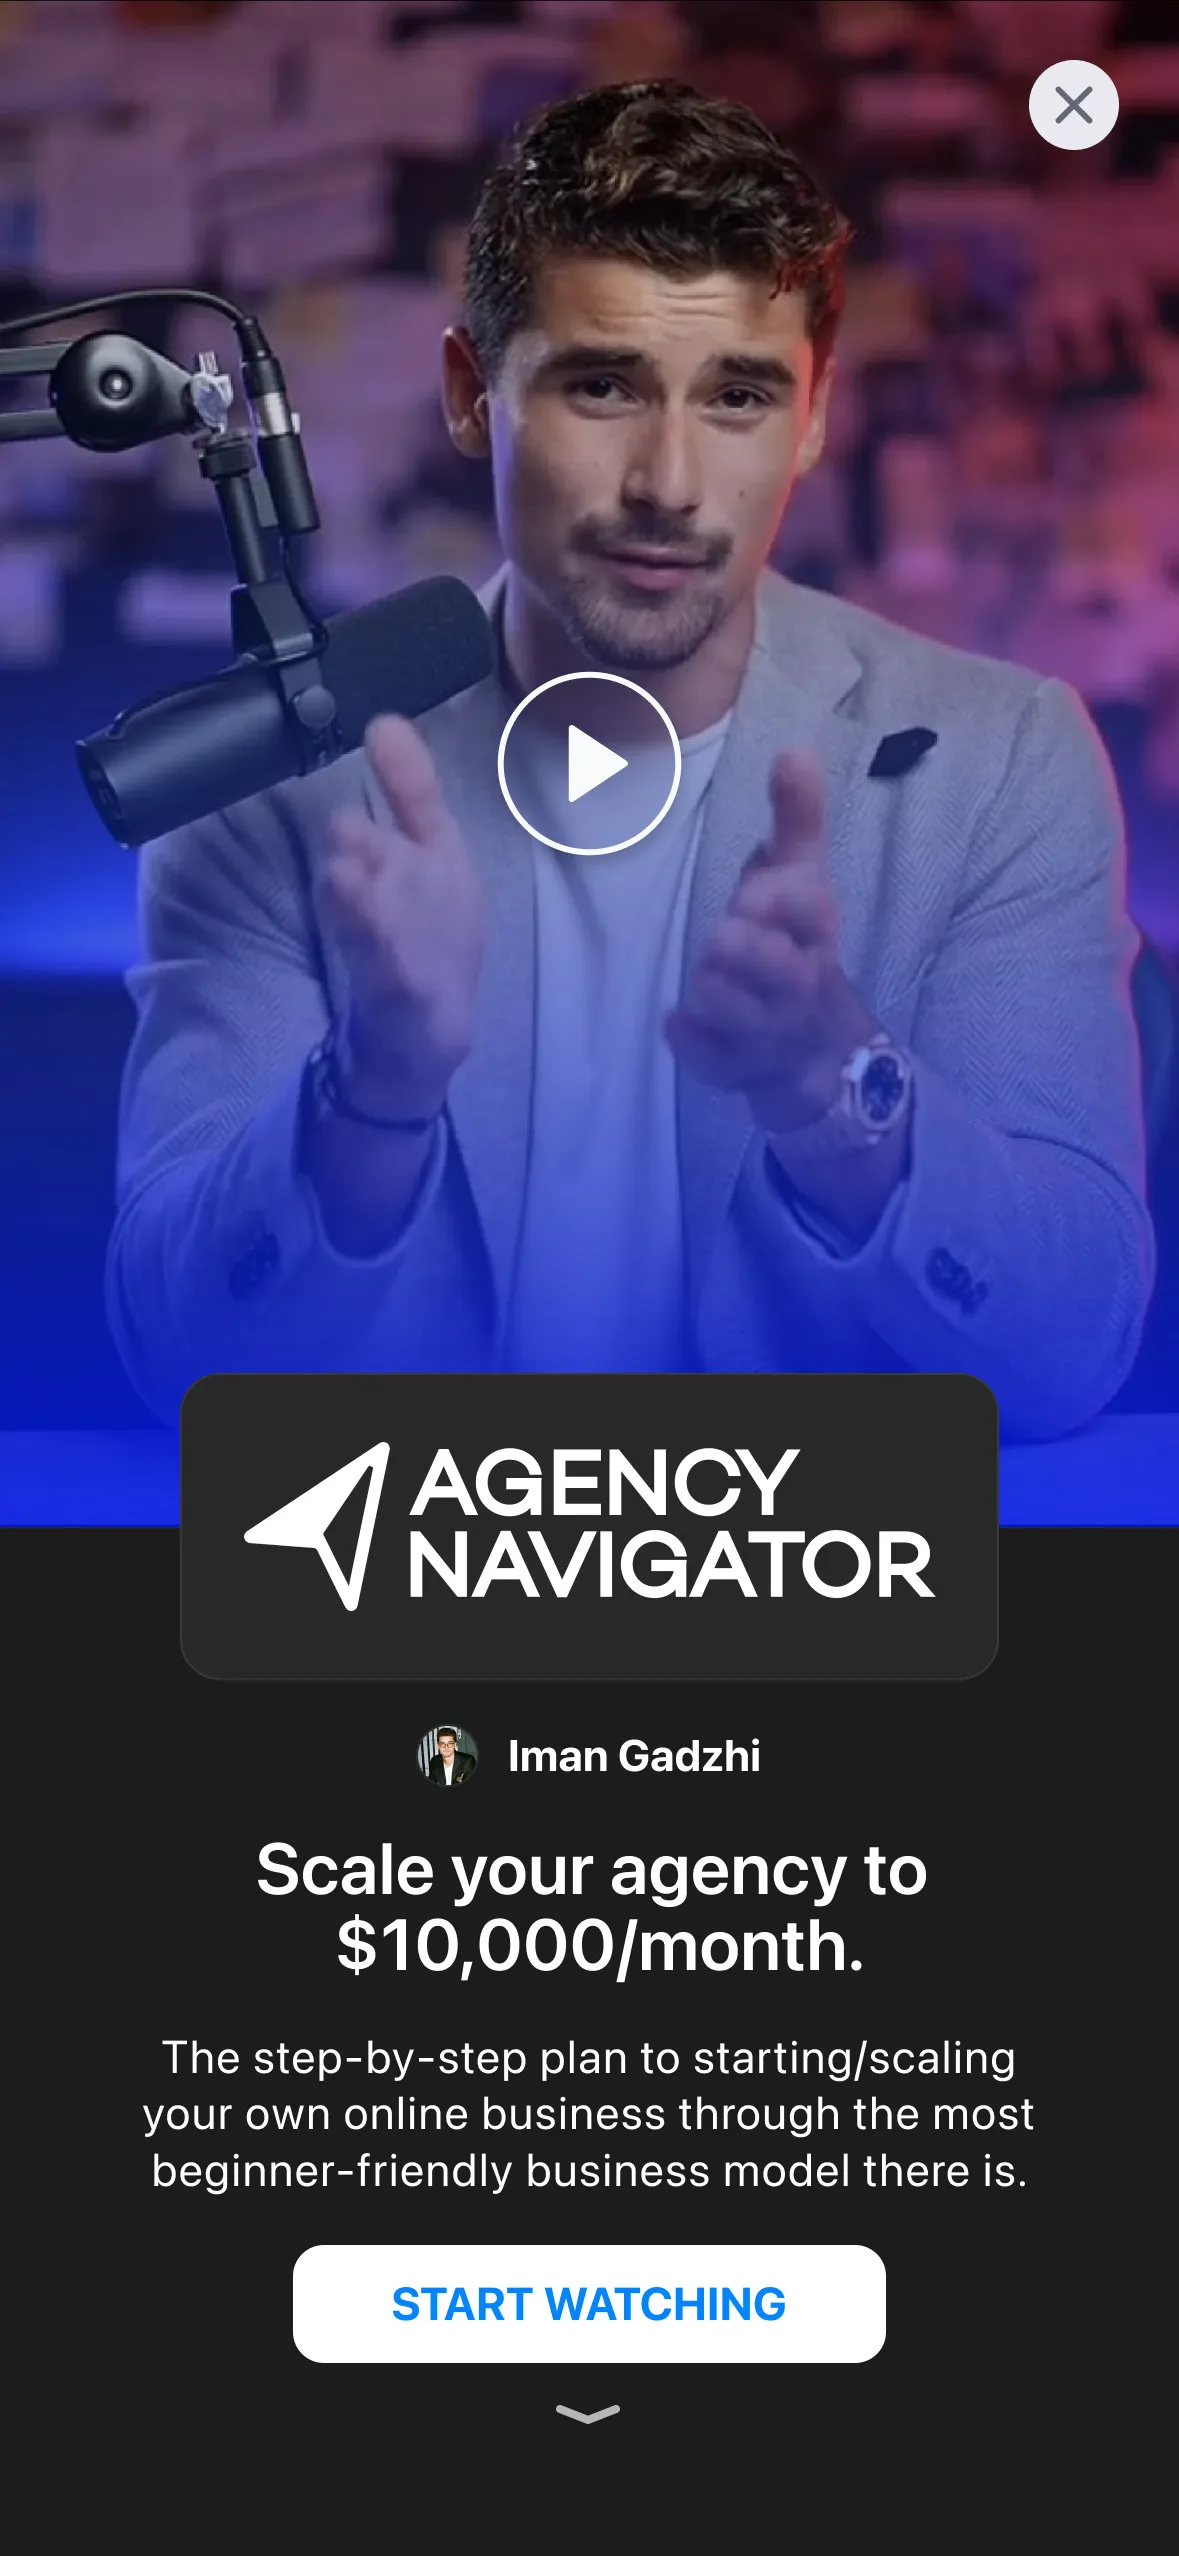 AGENCY
NAVIGATOR
Iman Gadzhi
Scale your agency to
$10,000/month.
The step-by-step plan to starting/scaling
your own online business through the most
beginner-friendly business model there is.
START WATCHING